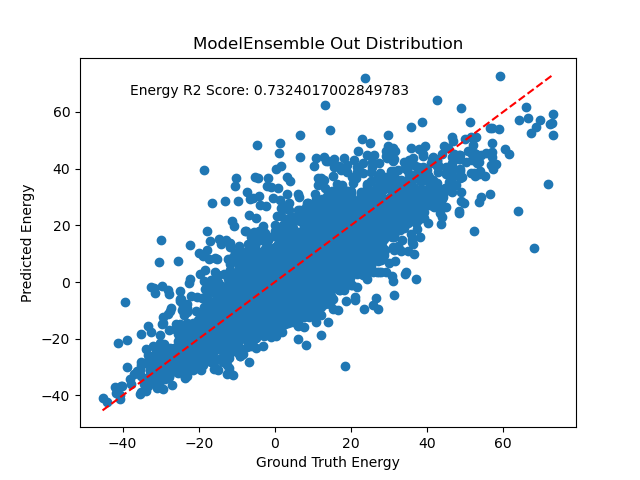 ModelEnsemble Out Distribution
Energy R2 Score: 0.7324017002849783
60
40
20
0
−20
−40
Predicted Energy
−40 −20 0 20 40 60
Ground Truth Energy